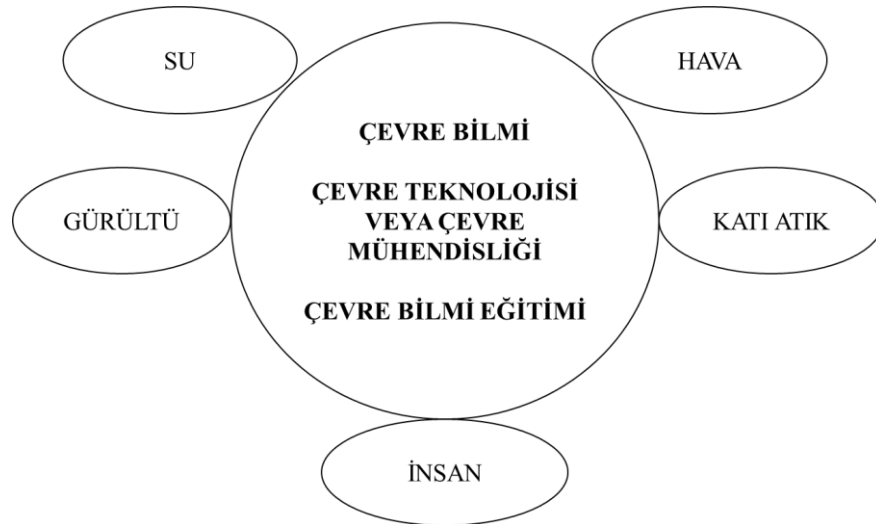 SU
HAVA
ÇEVRE BİLMİ
ÇEVRE TEKNOLOJİSİ
VEYA ÇEVRE
MÜHENDİSLİĞİ
ÇEVRE BİLMİ EĞİTİMİ
GÜRÜLTÜ
KATI ATIK
İNSAN